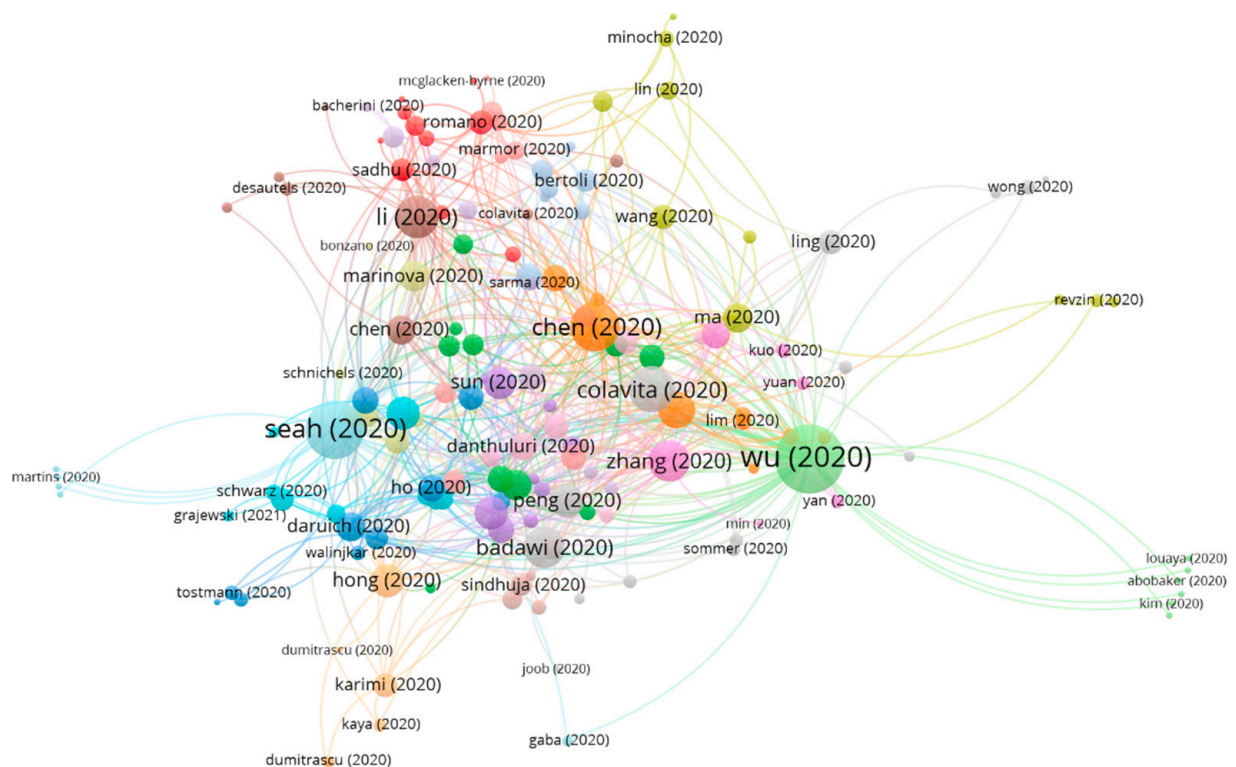 minocha (2020)
mcglacken-byrne (2020)
lin (2020)
bacherini (2020)
romano (2020)
marmor (2020)
sadhu (2020)
bertoli (2020)
desautels (2020)
wong (2020)
li (2020)
colavita (2020)
wang (2020)
ling (2020)
bonzano (2020)
marinova (2020)
sarma (2020)
revzin (2020)
chen (2020)
chen (2020)
ma (2020)
kuo (2020)
schnichels (2020)
sun (2020)
yuan (2020)
colavita (2020)
seah (2020)
lim (2020)
danthuluri (2020)
zhang (2020)
wu (2020)
martins (2020)
schwarz (2020)
ho (2020)
peng (2020)
yan (2020)
grajewski (2021)
daruich (2020)
min (2020)
walinjkar (2020)
badawi (2020)
sommer (2020)
louaya (2020)
hong (2020)
sindhuja (2020)
abobaker (2020)
tostmann (2020)
kim (2020)
dumitrascu (2020)
joob (2020)
karimi (2020)
kaya (2020)
gaba (2020)
dumitrascu (2020)